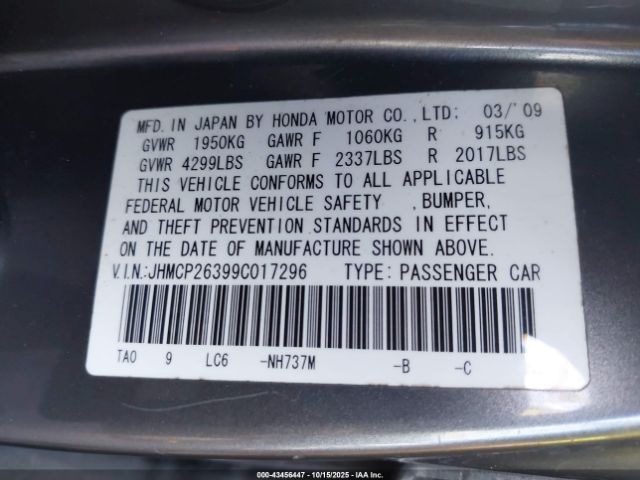 MFD. IN JAPAN BY HONDA MOTOR CO.,LTD: 03/'09
GVWR 1950KG GAWR F 1060KG R 915KG
GVWR 4299LBS GAWR F 2337LBS R 2017LBS
THIS VEHICLE CONFORMS TO ALL APPLICABLE
FEDERAL MOTOR VEHICLE SAFETY ,BUMPER,
AND THEFT PREVENTION STANDARDS IN EFFECT
ON THE DATE OF MANUFACTURE SHOWN ABOVE.
V.I.N.:JHMCP26399C017296 TYPE: PASSENGER CAR
TA0 9 LC6 -NH737M -B -C
00 - 43456447 - 10/15/2025 - IAA Inc.